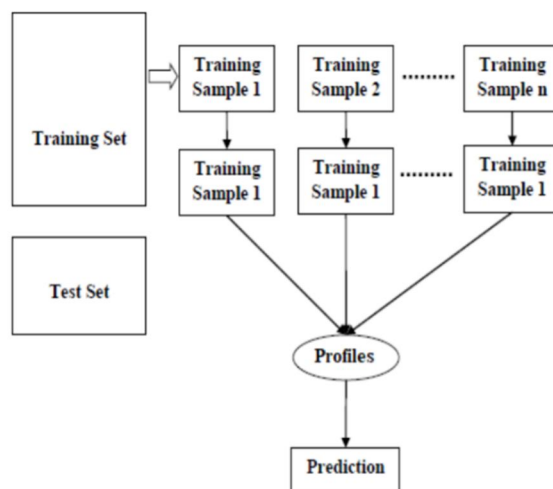 Training
Sample 1
Training
Sample 2
.........
Training
Sample n
Training Set
Training
Sample 1
Training
Sample 1
.........
Training
Sample 1
Test Set
Profiles
Prediction